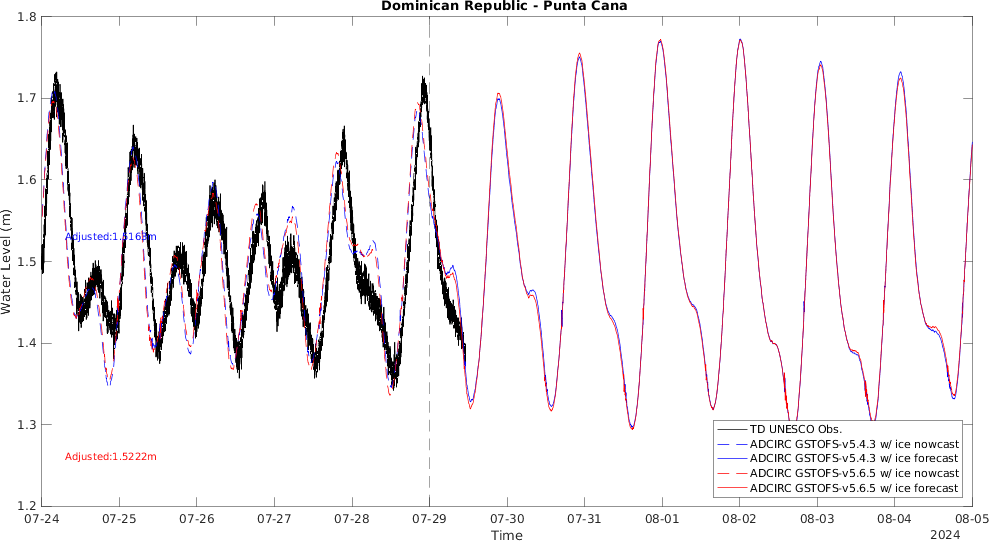 Dominican Republic - Punta Cana
1.8
1.7
1.6
1.5
1.4
1.3
1.2
Water Level (m)
Adjusted:1.5163m
Adjusted:1.5222m
TD UNESCO Obs.
ADCIRC GSTOFS-v5.4.3 w/ ice nowcast
ADCIRC GSTOFS-v5.4.3 w/ ice forecast
ADCIRC GSTOFS-v5.6.5 w/ ice nowcast
ADCIRC GSTOFS-v5.6.5 w/ ice forecast
07-24 07-25 07-26 07-27 07-28 07-29 07-30 07-31 08-01 08-02 08-03 08-04 08-05
Time
2024